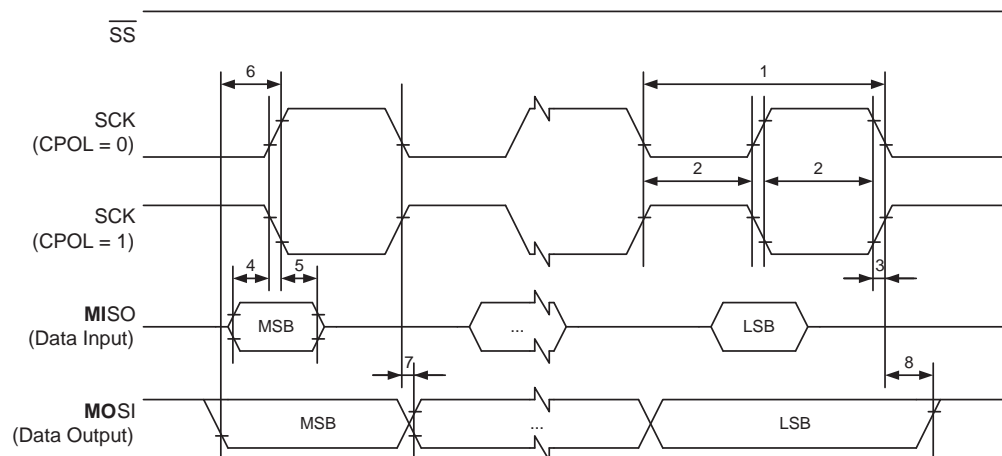 SS
6
1
SCK
(CPOL = 0)
2
2
SCK
(CPOL = 1)
4
5
3
MISO
(Data Input)
MSB
...
LSB
7
8
MOSI
(Data Output)
MSB
...
LSB